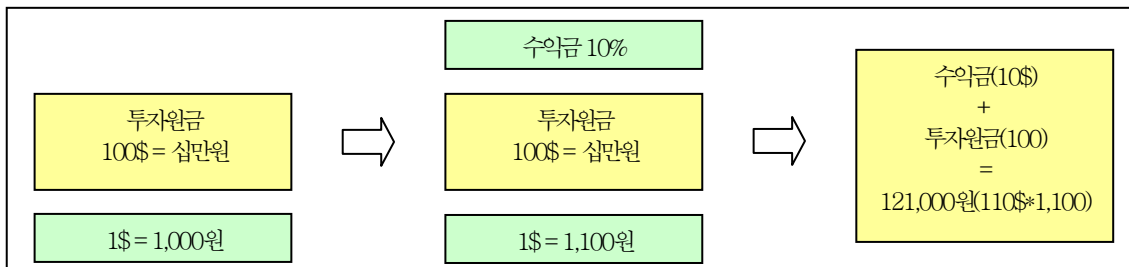 투자원금
100$ = 십만원
1$ = 1,000원
수익금 10%
투자원금
100$ = 십만원
1$ = 1,100원
수익금(10$)
+
투자원금(100)
=
121,000원(110$*1,100)